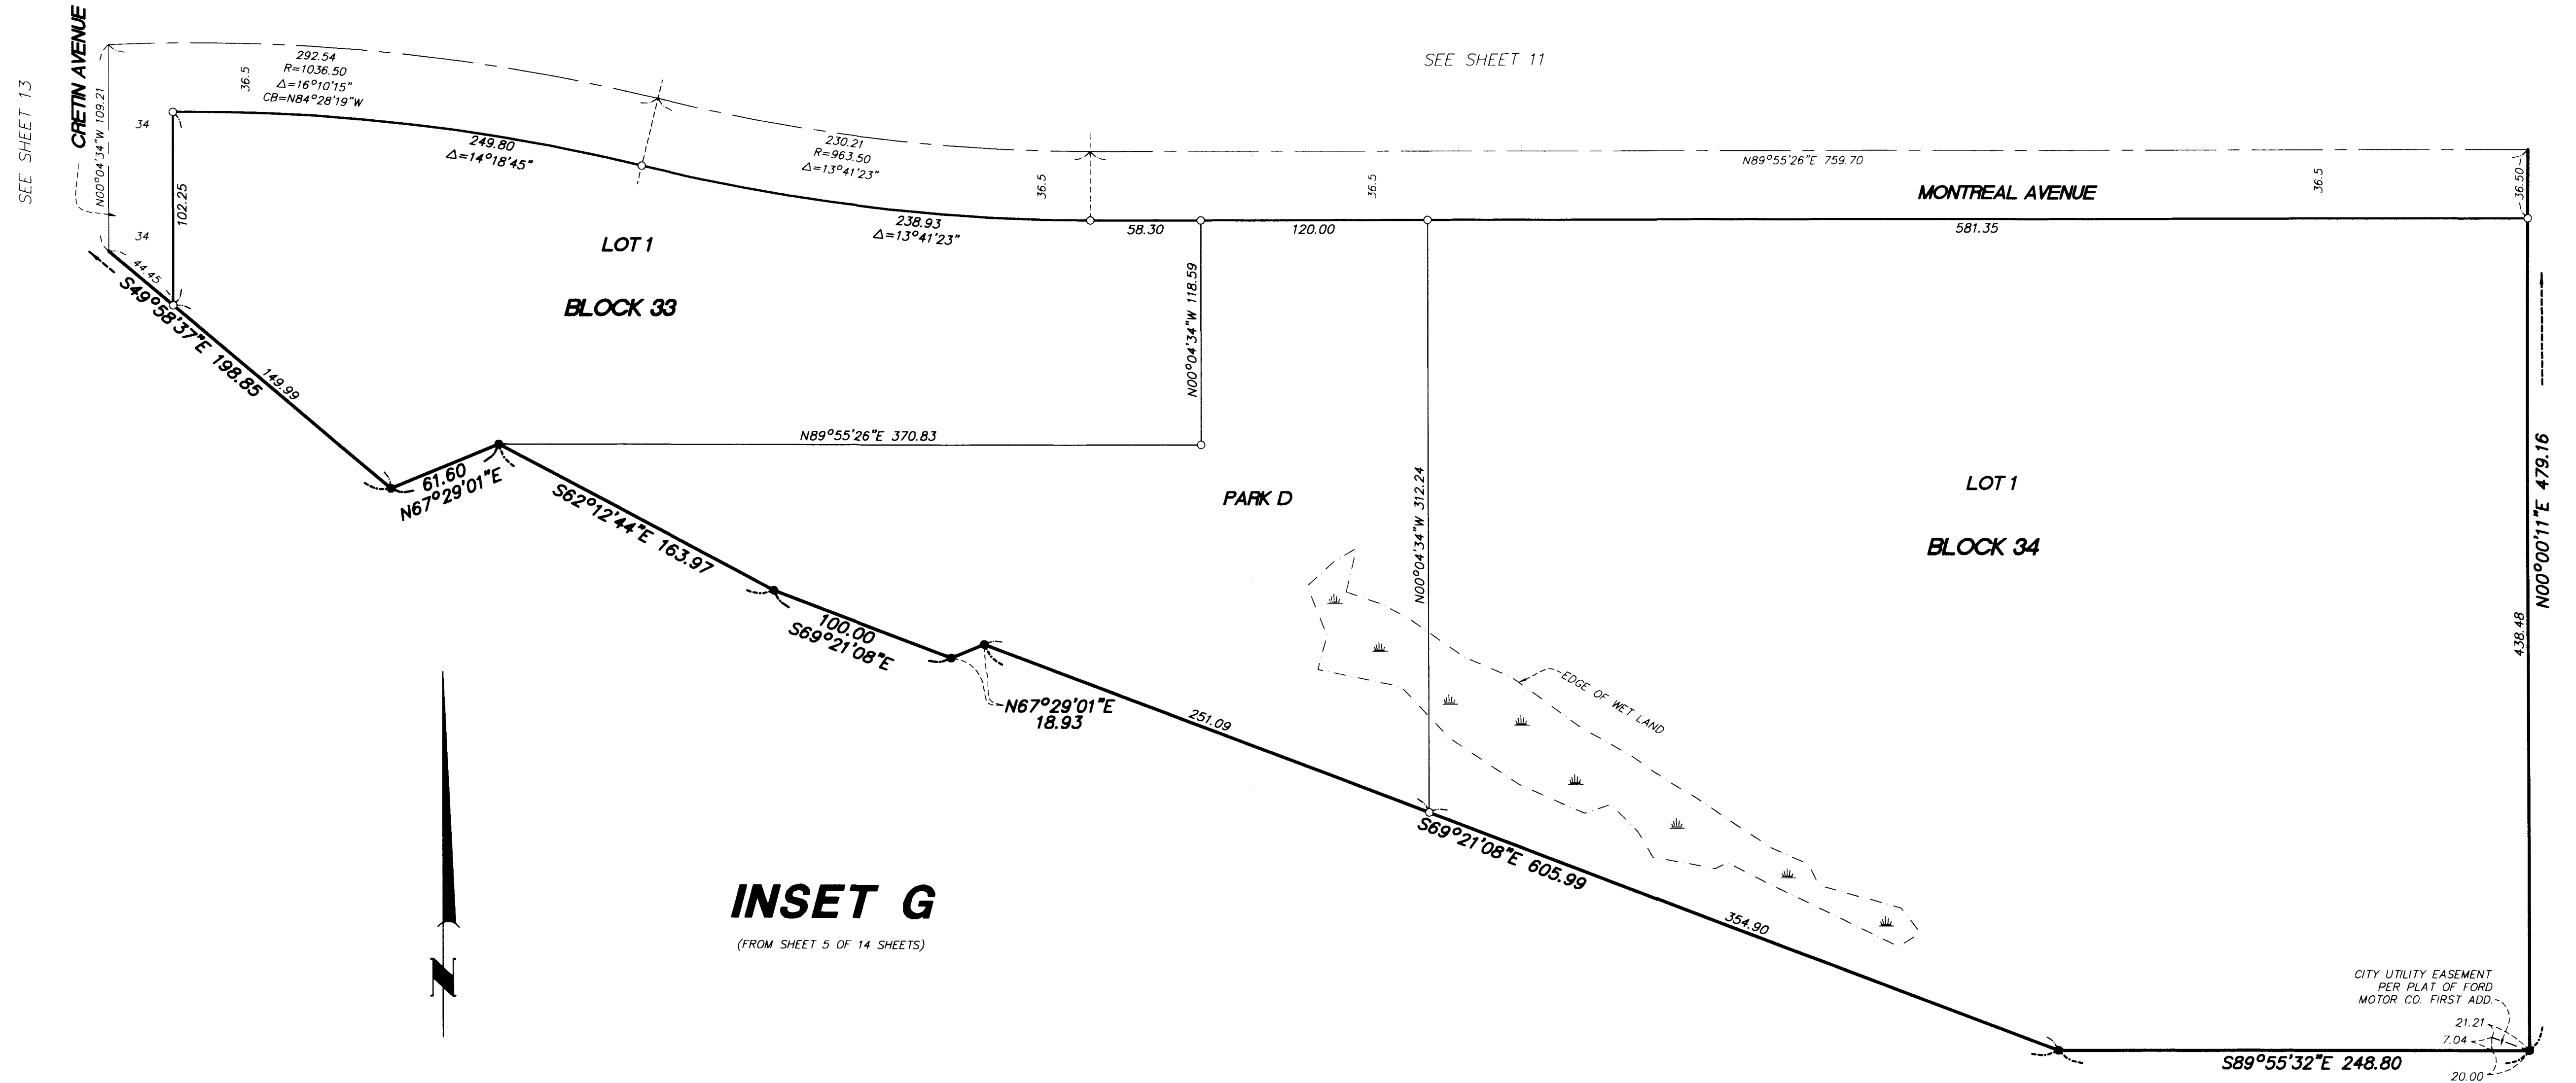 SEE SHEET 13
CRETIN AVENUE
N00°04'34"W 109.21
SEE SHEET 11
292.54
R=1036.50
Δ=16°10'15"
CB=N84°28'19"W
36.5
34
34
102.25
44.45
249.80
Δ=14°18'45"
230.21
R=963.50
Δ=13°41'23"
36.5
36.5
N89°55'26"E 759.70
36.5
36.50
MONTREAL AVENUE
238.93
Δ=13°41'23"
58.30
120.00
581.35
LOT 1
BLOCK 33
S49°58'37"E 198.85
149.99
N00°04'34"W 118.59
N89°55'26"E 370.83
61.60
N67°29'01"E
S62°12'44"E 163.97
PARK D
N00°04'34"W 312.24
LOT 1
BLOCK 34
N00°00'11"E 479.16
438.48
100.00
S69°21'08"E
N67°29'01"E
18.93
251.09
EDGE OF WET LAND
S69°21'08"E 605.99
354.90
INSET G
(FROM SHEET 5 OF 14 SHEETS)
N
CITY UTILITY EASEMENT
PER PLAT OF FORD
MOTOR CO. FIRST ADD.
21.21
7.04
20.00
S89°55'32"E 248.80